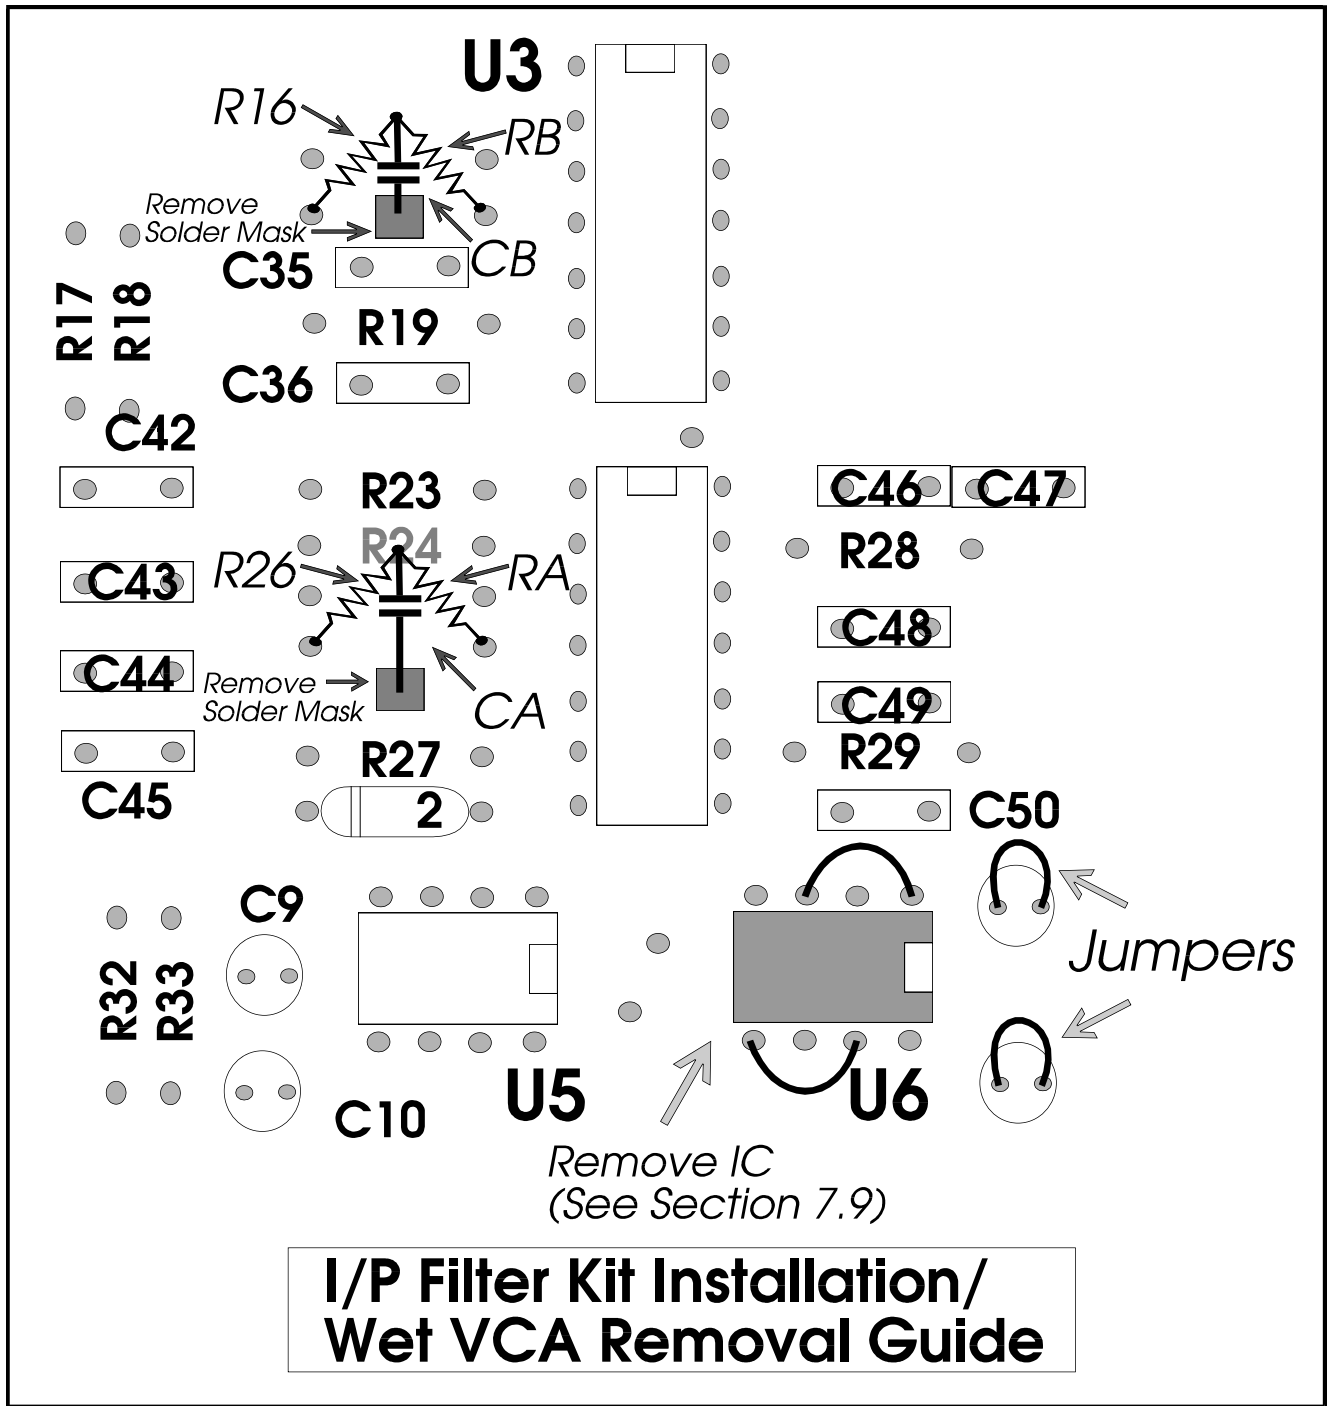 U3
R16
RB
Remove
Solder Mask
CB
C35
R17
R18
R19
C36
C42
R23
C46
C47
R24
R28
R26
RA
C43
C48
C44
Remove
Solder Mask
CA
C49
R27
R29
C45
2
C50
C9
Jumpers
R32
R33
U5
U6
C10
Remove IC
(See Section 7.9)
I/P Filter Kit Installation/
Wet VCA Removal Guide